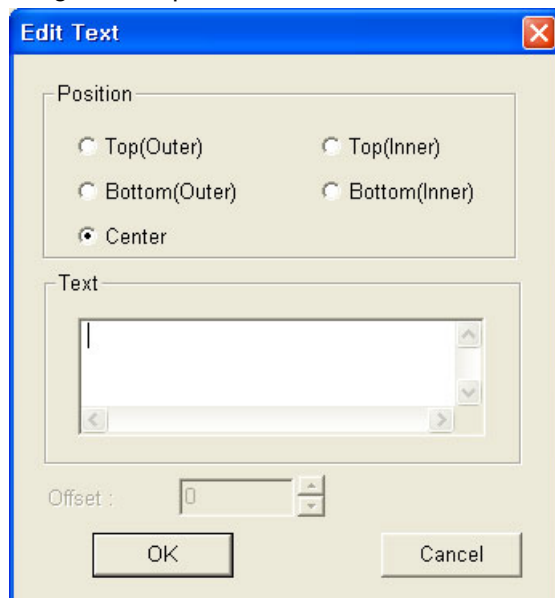 Edit Text
Position
Top(Outer) Top(Inner)
Bottom(Outer) Bottom(Inner)
Center
Text
Offset : 0
OK Cancel